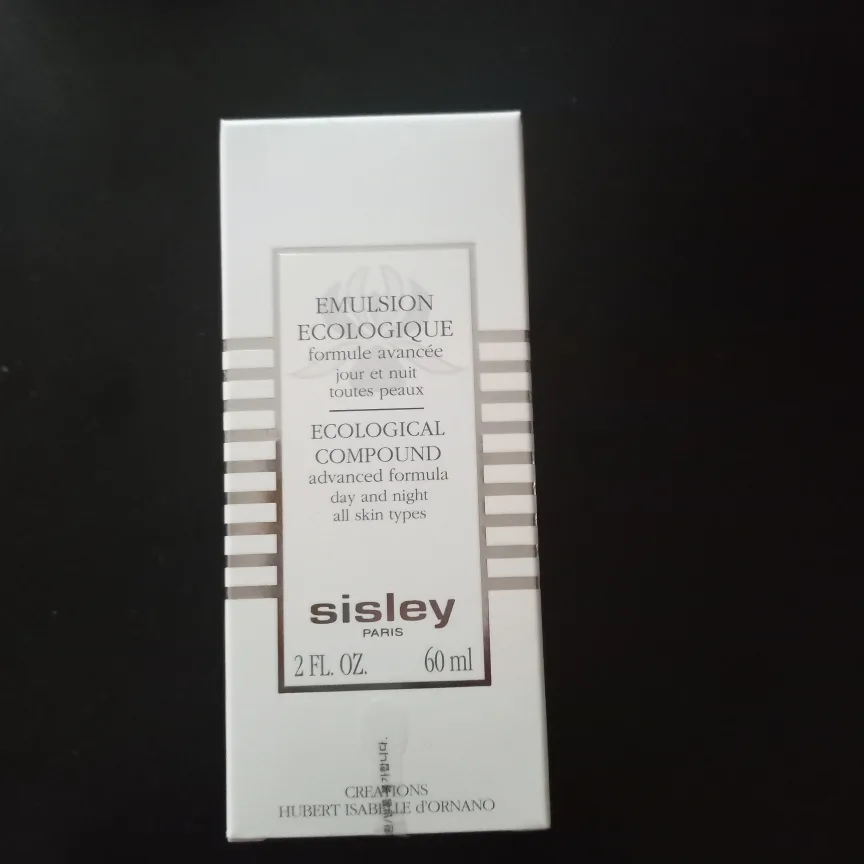 EMULSION
ECOLOGIQUE
formule avancée
jour et nuit
toutes peaux
ECOLOGICAL
COMPOUND
advanced formula
day and night
all skin types
sisley
PARIS
2 FL. OZ. 60 ml
CREATIONS
HUBERT ISABELLE d'ORNANO